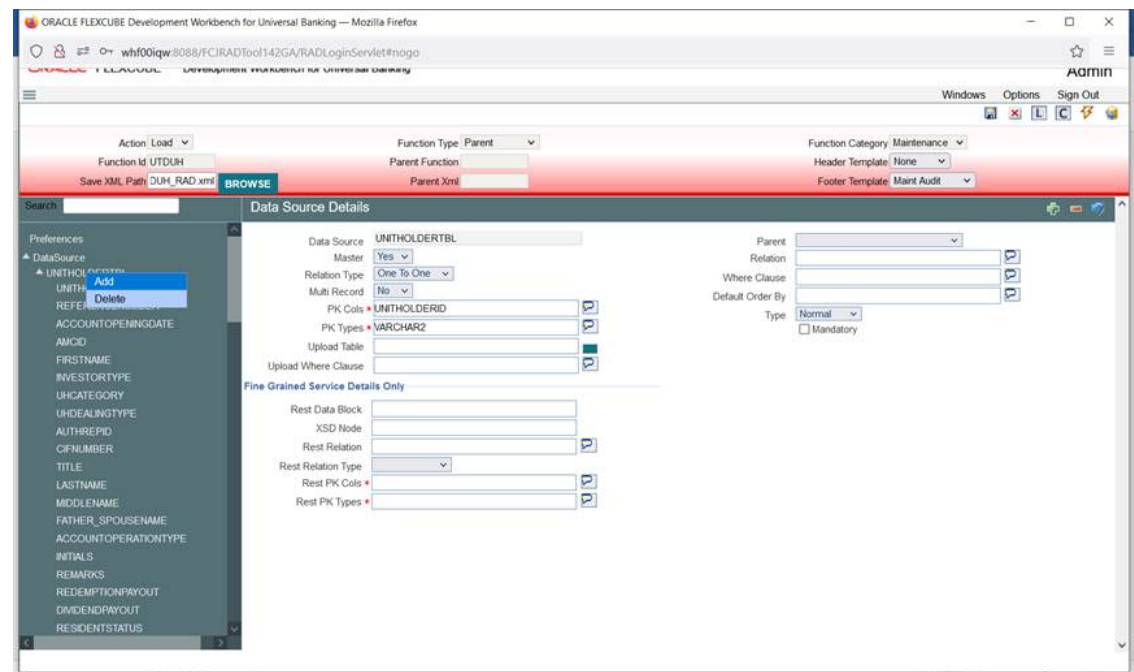 ORACLE FLEXCUBE Development Workbench for Universal Banking — Mozilla Firefox
whf00iqw:8088/FCJRADTool142GA/RADLoginServlet#nogo
ORACLE FLEXCUBE Development Workbench for Universal Banking Admin
Windows Options Sign Out
L C
Action Load Function Type Parent Function Category Maintenance
Function Id UTDUH Parent Function Header Template None
Save XML Path DUH_RAD.xml BROWSE Parent Xml Footer Template Maint Audit
Search Data Source Details
Preferences
DataSource
UNITHOLDERTBL
Add
Delete
ACCOUNTOPENINGDATE
AMCID
FIRSTNAME
INVESTORTYPE
UHCATEGORY
UHDEALINGTYPE
AUTHREPID
CIFNUMBER
TITLE
LASTNAME
MIDDLENAME
FATHER_SPOUSENAME
ACCOUNTOPERATIONTYPE
INITIALS
REMARKS
REDEMPTIONPAYOUT
DIVIDENDPAYOUT
RESIDENTSTATUS
Data Source UNITHOLDERTBL
Master Yes
Relation Type One To One
Multi Record No
PK Cols * UNITHOLDERID
PK Types * VARCHAR2
Upload Table
Upload Where Clause
Parent
Relation
Where Clause
Default Order By
Type Normal
Mandatory
Fine Grained Service Details Only
Rest Data Block
XSD Node
Rest Relation
Rest Relation Type
Rest PK Cols *
Rest PK Types *